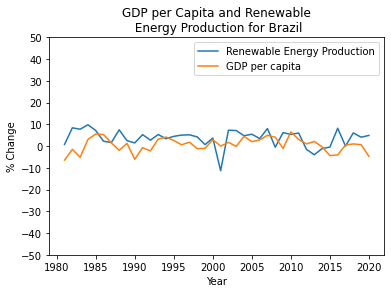 GDP per Capita and Renewable
Energy Production for Brazil
Renewable Energy Production
GDP per capita
% Change
50
40
30
20
10
0
-10
-20
-30
-40
-50
1980 1985 1990 1995 2000 2005 2010 2015 2020
Year